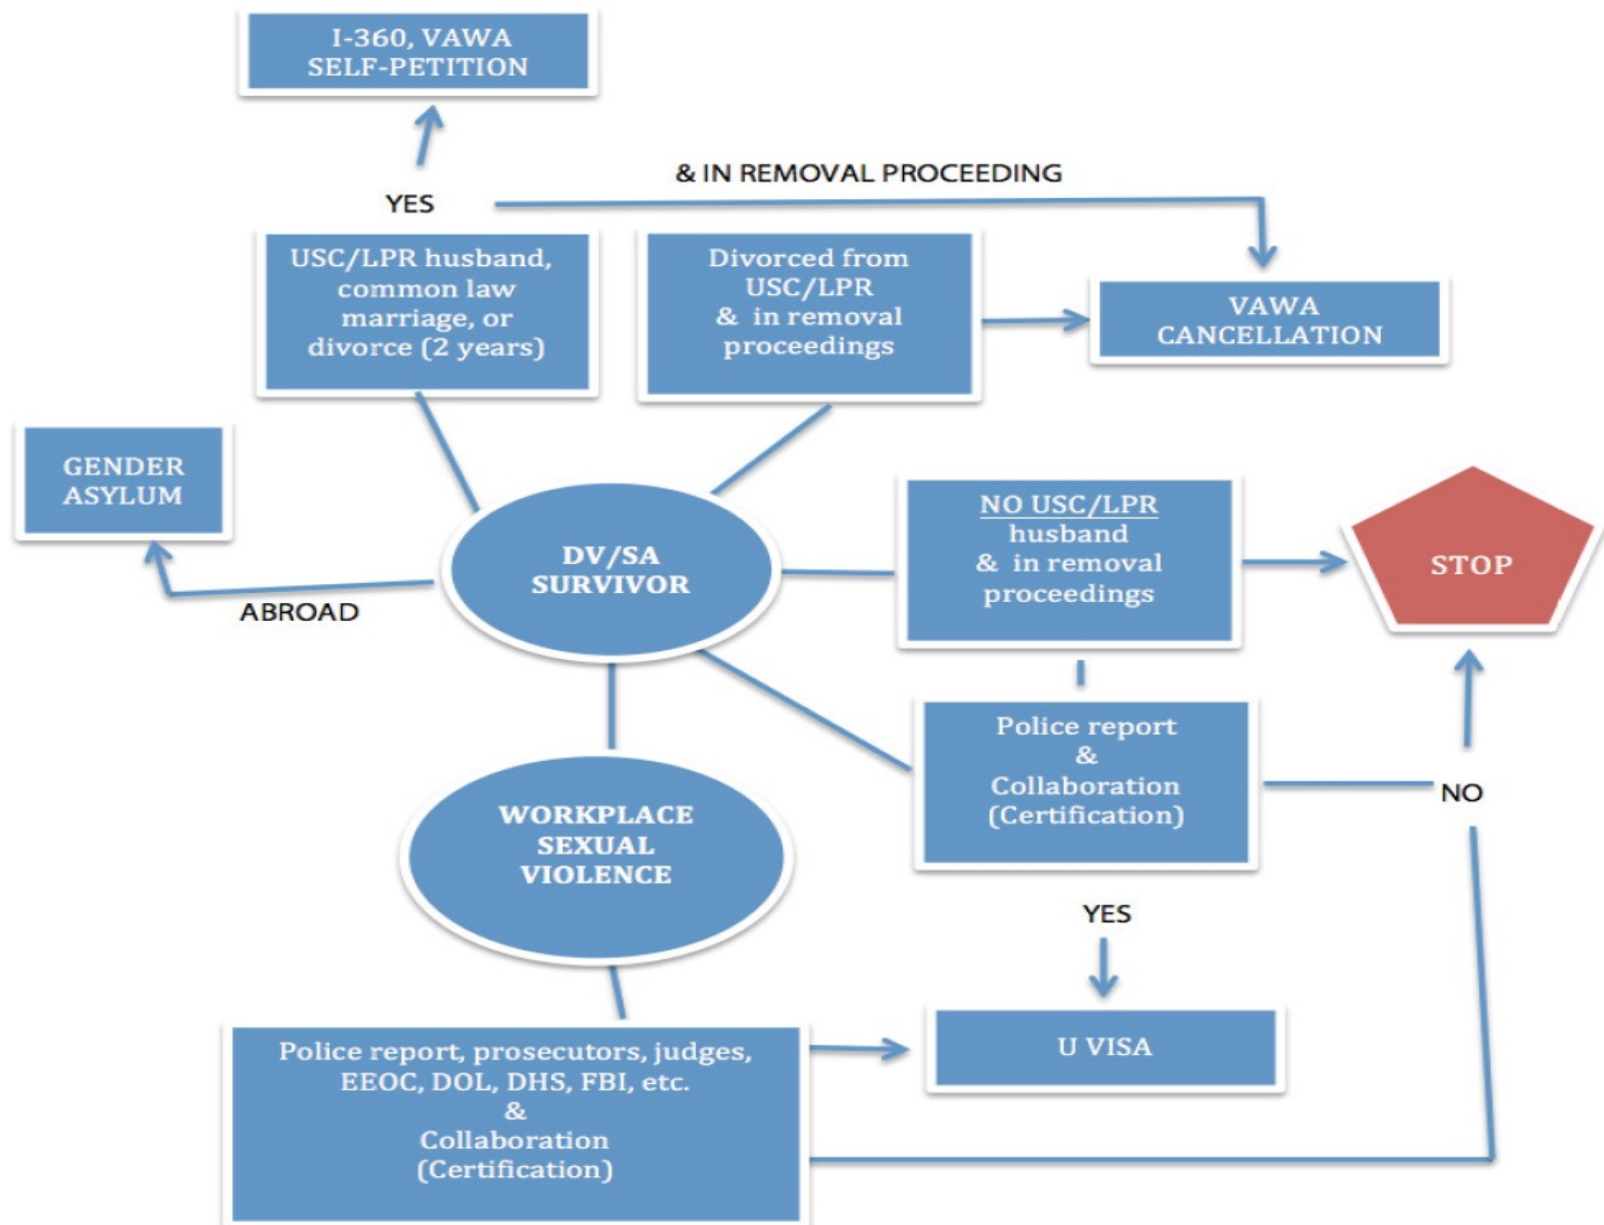 I-360, VAWA
SELF-PETITION
& IN REMOVAL PROCEEDING
YES
USC/LPR husband,
common law
marriage, or
divorce (2 years)
Divorced from
USC/LPR
& in removal
proceedings
VAWA
CANCELLATION
GENDER
ASYLUM
ABROAD
DV/SA
SURVIVOR
NO USC/LPR
husband
& in removal
proceedings
STOP
Police report
&
Collaboration
(Certification)
NO
WORKPLACE
SEXUAL
VIOLENCE
YES
U VISA
Police report, prosecutors, judges,
EEOC, DOL, DHS, FBI, etc.
&
Collaboration
(Certification)